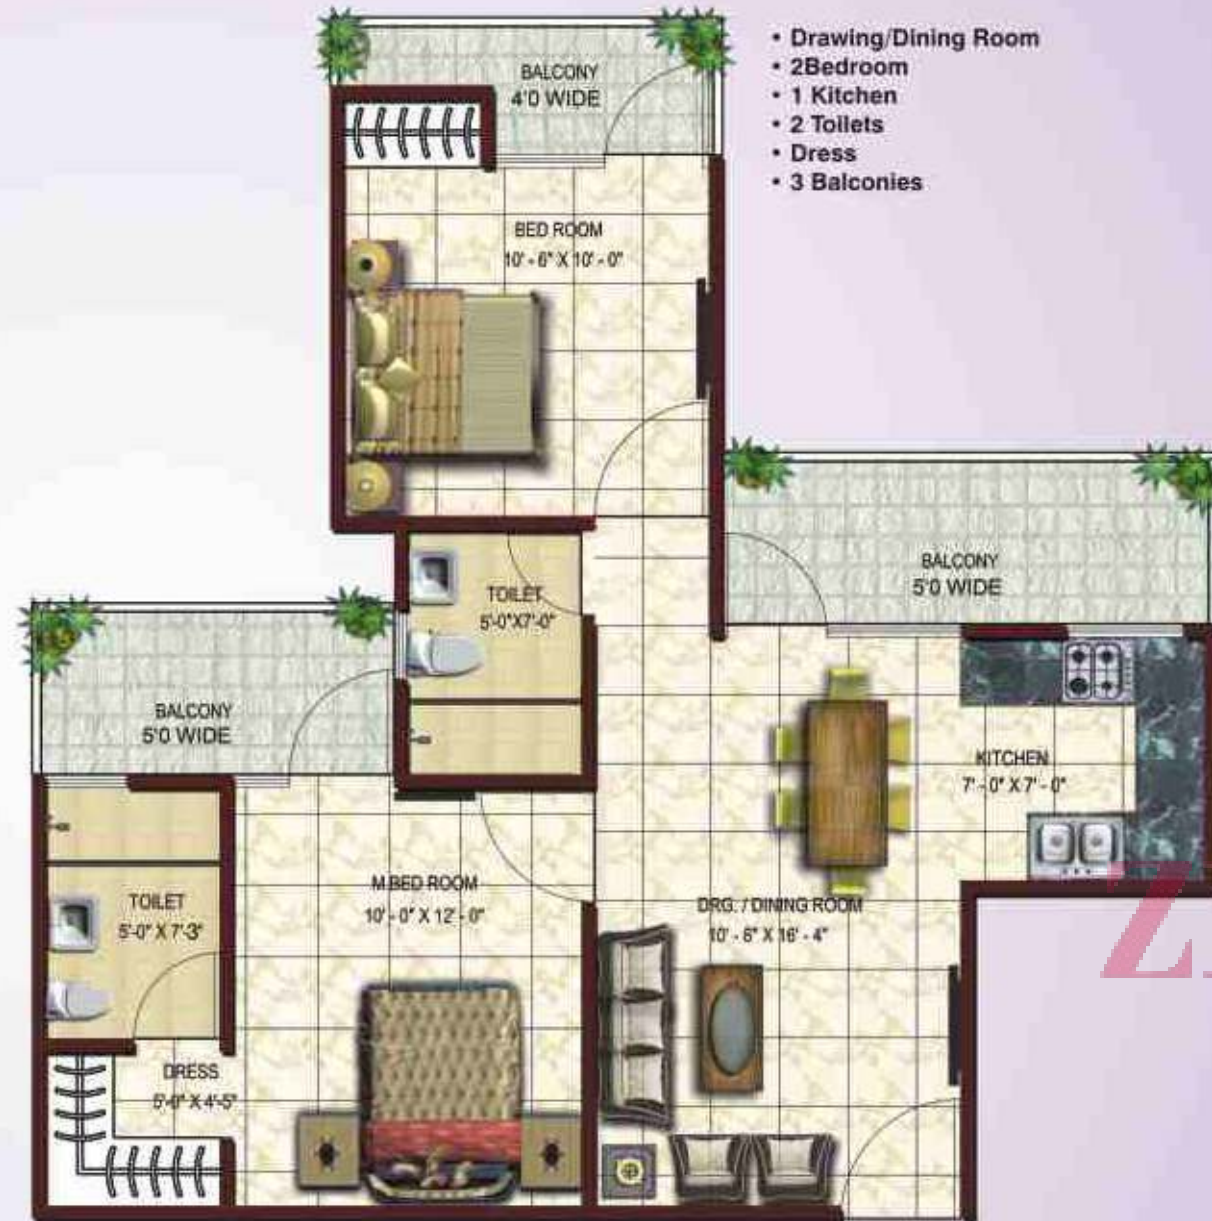 • Drawing/Dining Room
• 2Bedroom
• 1 Kitchen
• 2 Toilets
• Dress
• 3 Balconies
BALCONY
4'0 WIDE
BED ROOM
10' - 6" X 10' - 0"
BALCONY
5'0 WIDE
TOILET
5'-0"X7'-0"
BALCONY
5'0 WIDE
KITCHEN
7' - 0" X 7' - 0"
M.BED ROOM
10' - 0" X 12' - 0"
TOILET
5'-0" X 7'-3"
DRG. / DINING ROOM
10' - 6" X 16' - 4"
DRESS
5'-0" X 4'-5"
Z